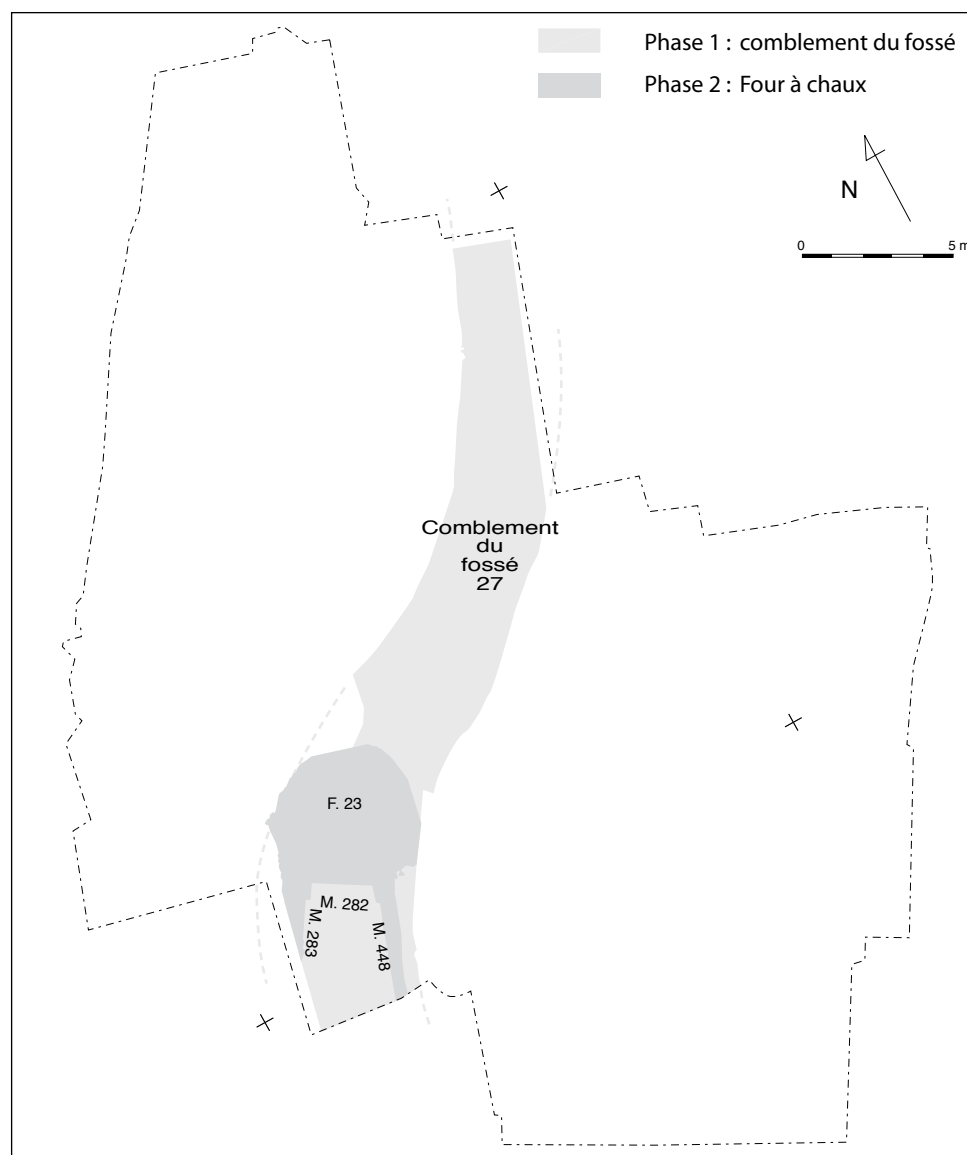 Phase 1 : comblement du fossé
Phase 2 : Four à chaux
N
0 5 m
Comblement
du
fossé
27
F. 23
M. 282
M. 283
M. 448